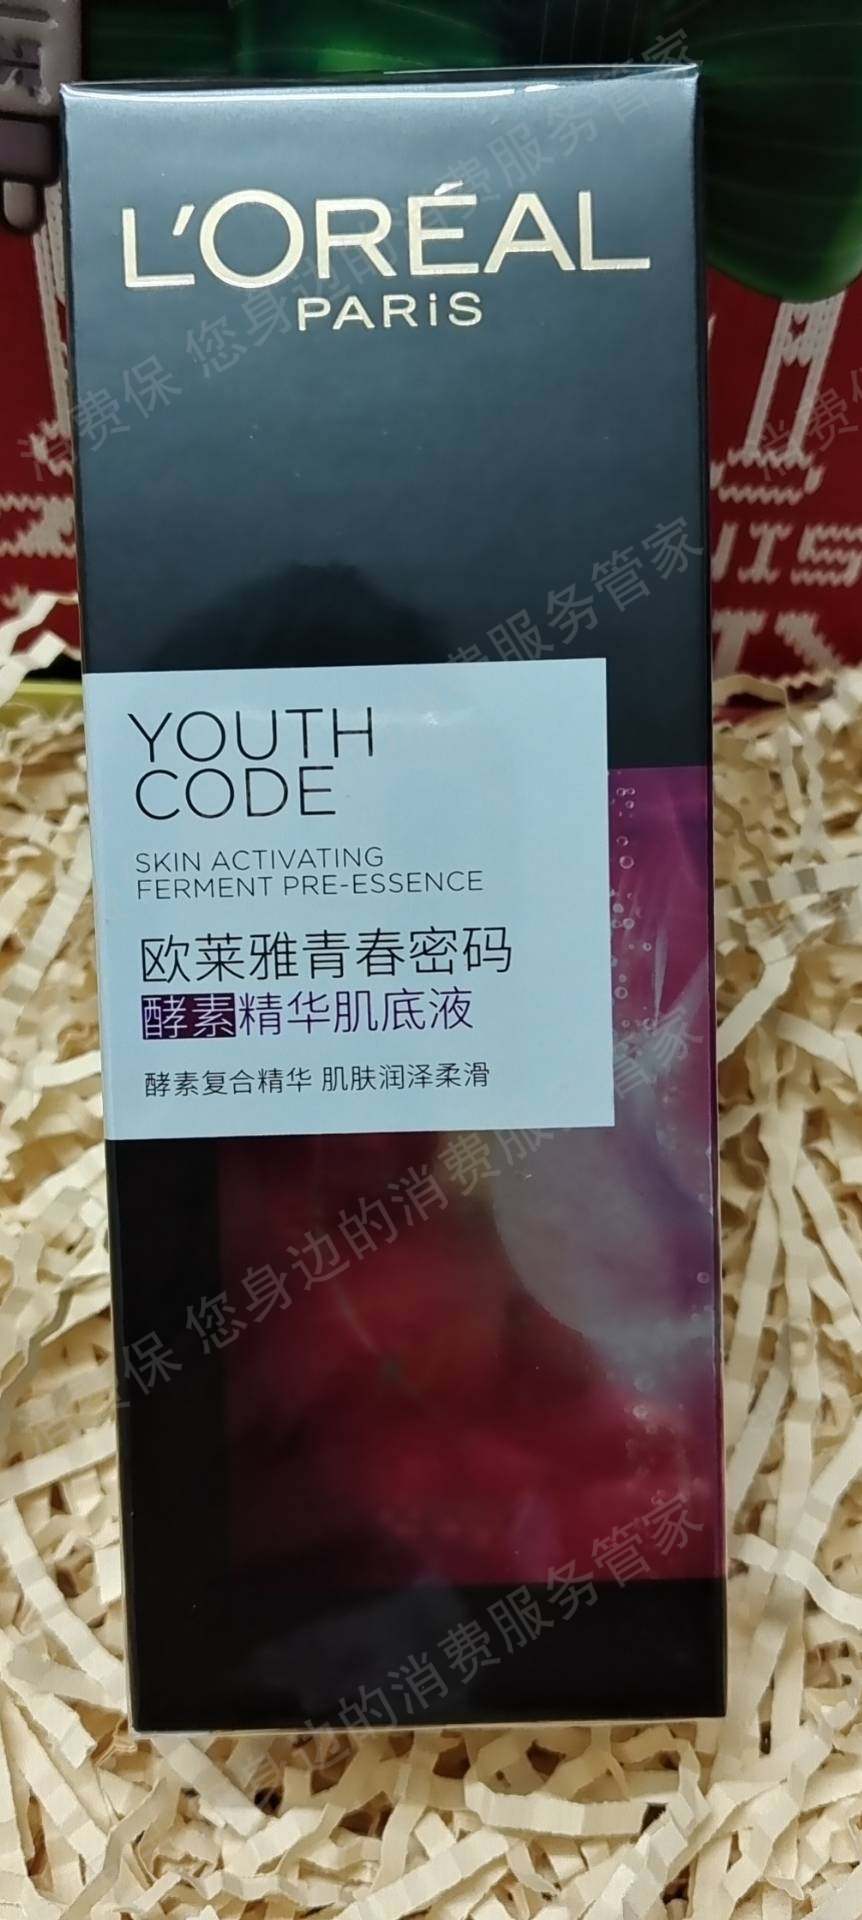 L'ORÉAL
PARiS
YOUTH
CODE
SKIN ACTIVATING
FERMENT PRE-ESSENCE
欧莱雅青春密码
酵素精华肌底液
酵素复合精华 肌肤润泽柔滑
消费保 您身边的消费服务管家